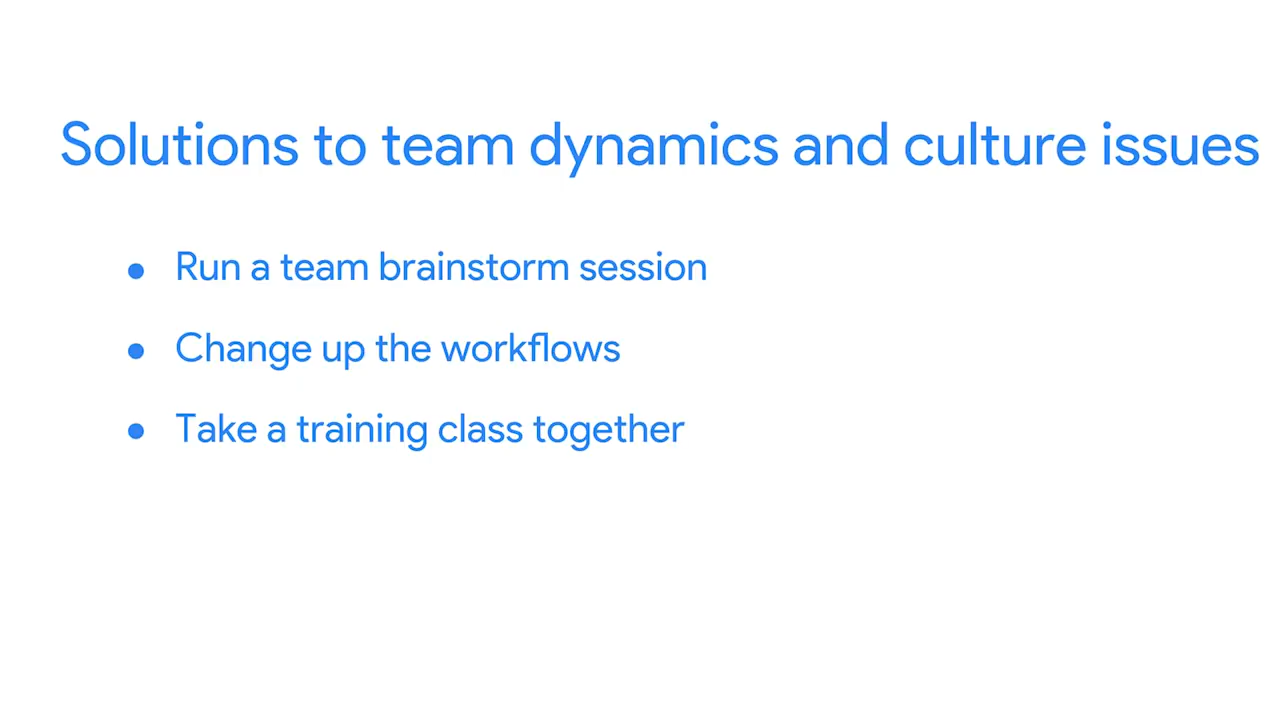 Solutions to team dynamics and culture issues
● Run a team brainstorm session
● Change up the workflows
● Take a training class together